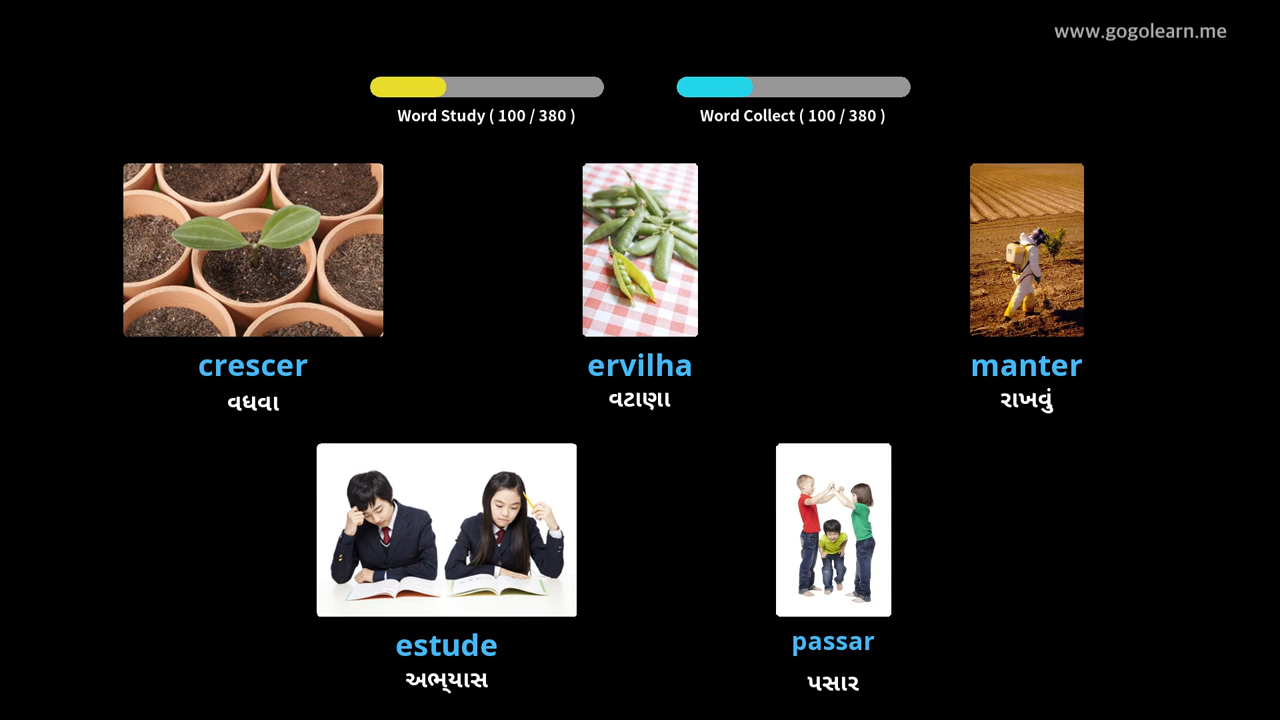 www.gogolearn.me
Word Study ( 100 / 380 )
Word Collect ( 100 / 380 )
crescer
વધવા
ervilha
વટાણા
manter
રાખવું
estude
અભ્યાસ
passar
પસાર